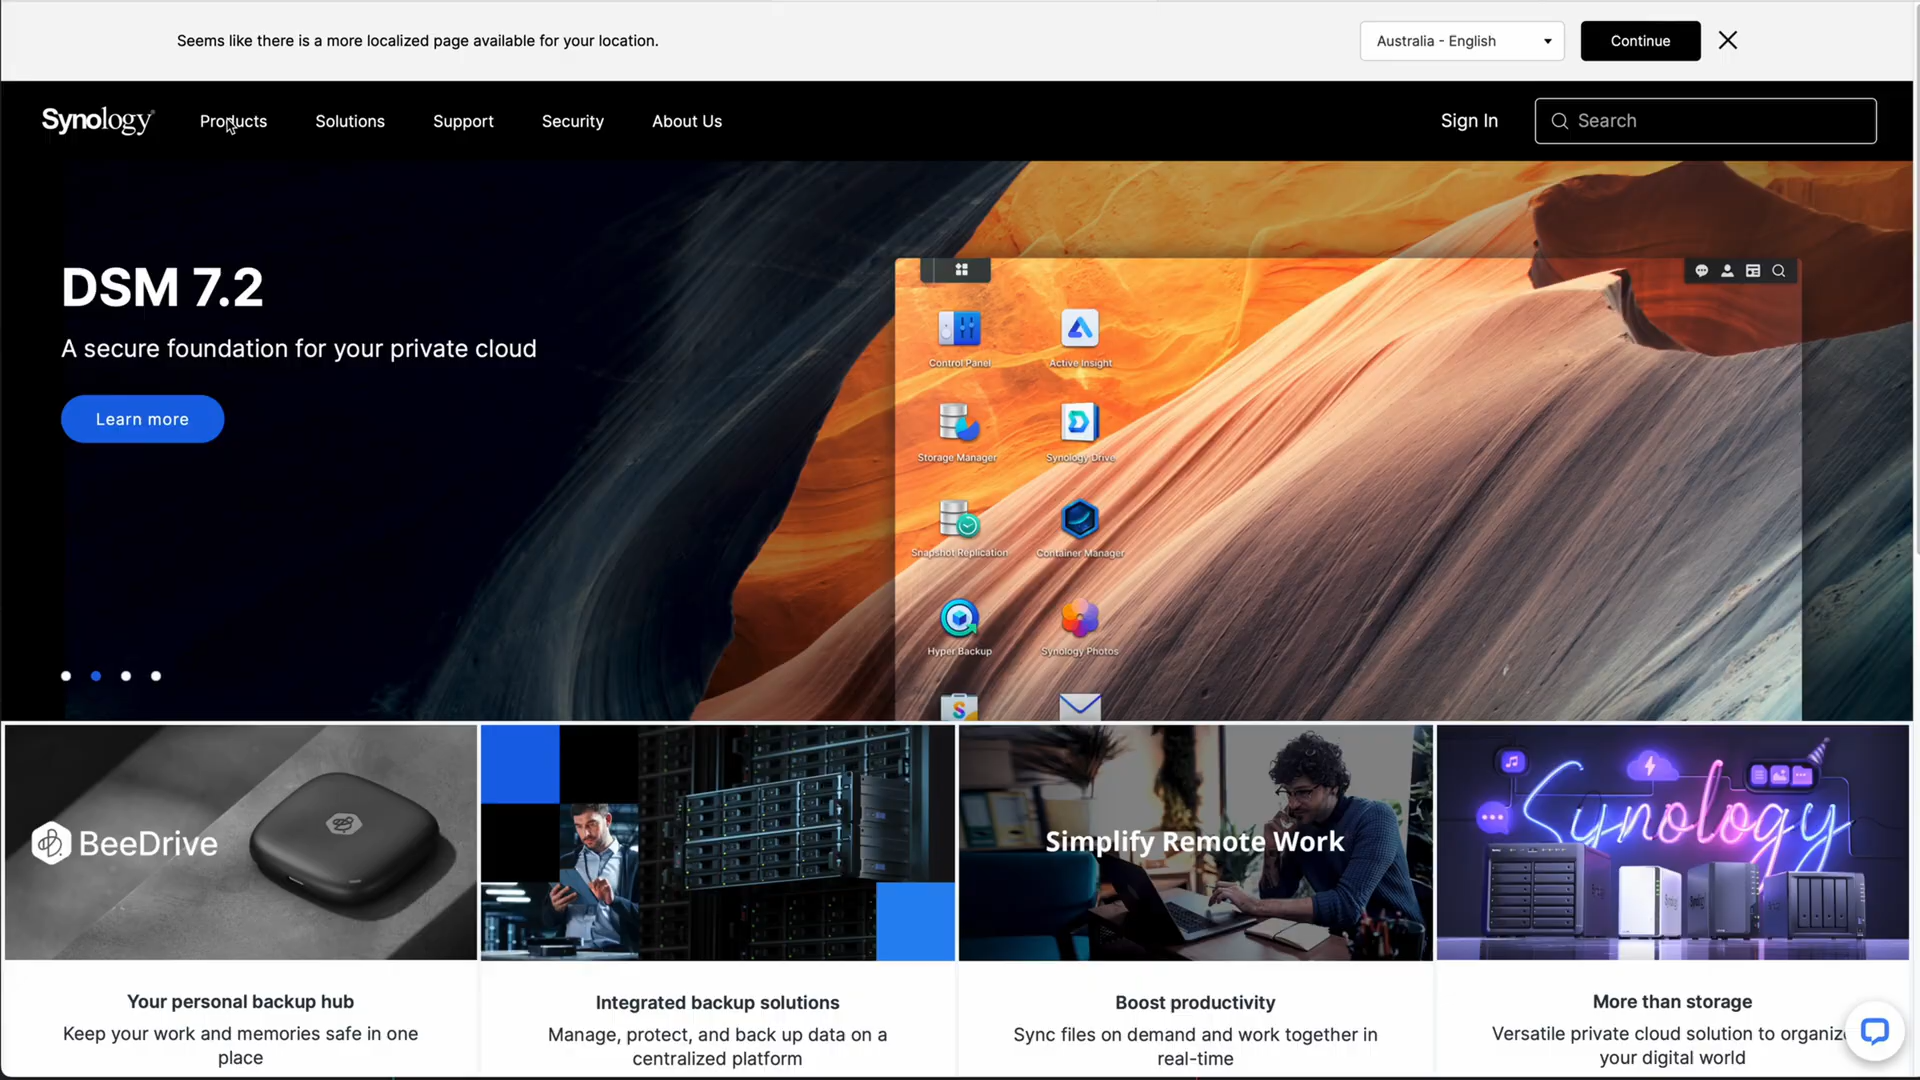 Seems like there is a more localized page available for your location.
Australia - English
Continue
Synology
Products
Solutions
Support
Security
About Us
Sign In
Search
DSM 7.2
A secure foundation for your private cloud
Learn more
Control Panel
Active Insight
Storage Manager
Synology Drive
Snapshot Replication
Container Manager
Hyper Backup
Synology Photos
BeeDrive
Simplify Remote Work
Synology
Your personal backup hub
Keep your work and memories safe in one
place
Integrated backup solutions
Manage, protect, and back up data on a
centralized platform
Boost productivity
Sync files on demand and work together in
real-time
More than storage
Versatile private cloud solution to organize
your digital world